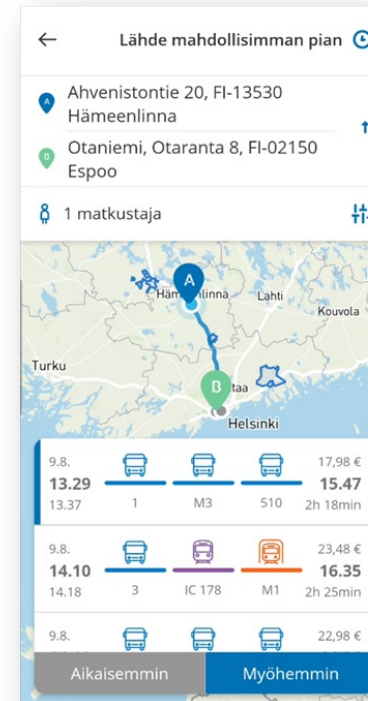 Lähde mahdollisimman pian
A
Ahvenistontie 20, FI-13530
Hämeenlinna
B
Otaniemi, Otaranta 8, FI-02150
Espoo
1 matkustaja
A
Lahti
Kouvola
Turku
B
taa
Helsinki
9.8. 17,98 €
13.29 15.47
13.37 1 M3 510 2h 18min
9.8. 23,48 €
14.10 16.35
14.18 3 IC 178 M1 2h 25min
9.8. 22,98 €
Aikaisemmin Myöhemmin